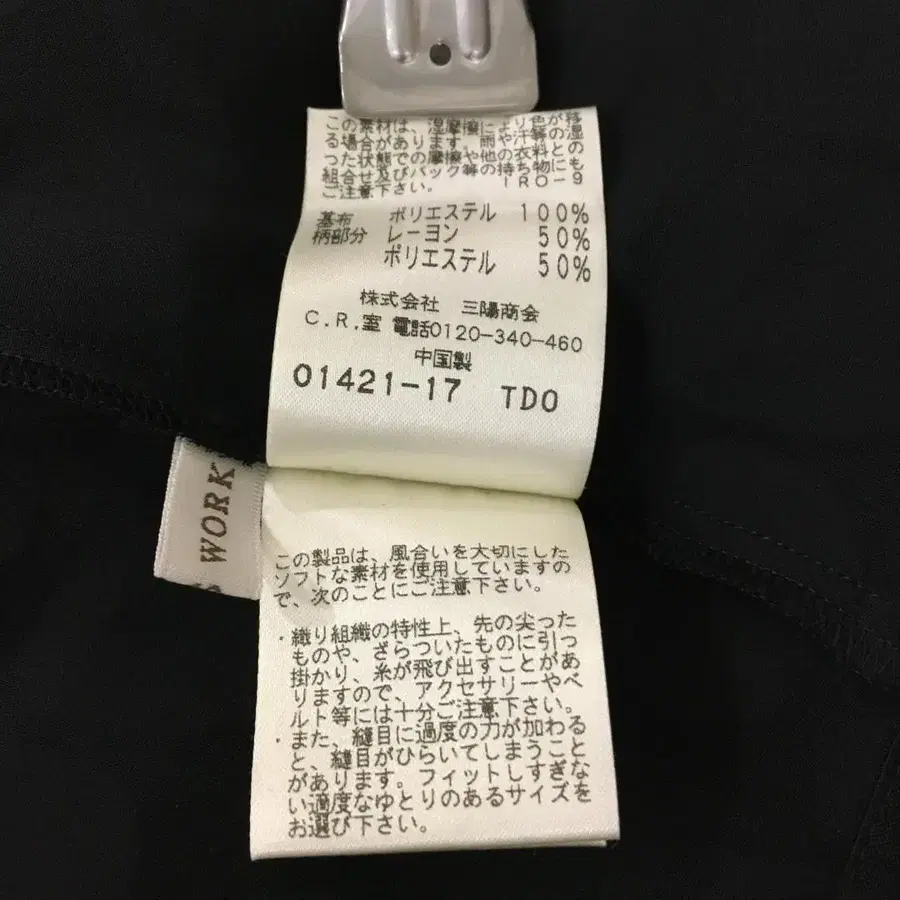 この素材は、湿摩擦により色が移
る場合があります。雨や汗等の湿
った状態での摩擦や他の衣料との
組合せ及びバック等の持ち物にも
ご注意下さい。 IRO-9
基布 ポリエステル 100%
柄部分 レーヨン 50%
ポリエステル 50%
株式会社 三陽商会
C.R.室 電話0120-340-460
中国製
01421-17 TDO
WORK
この製品は、風合いを大切にした
ソフトな素材を使用していますの
で、次のことにご注意下さい。
・織り組織の特性上、先の尖った
ものや、ざらついたものに引っ
掛かり、糸が飛び出すことがあ
りますので、アクセサリーやベ
ルト等には十分ご注意下さい。
・また、縫目に過度の力が加わる
と、縫目がひらいてしまうこと
があります。フィットしすぎな
い適度なゆとりのあるサイズを
お選び下さい。